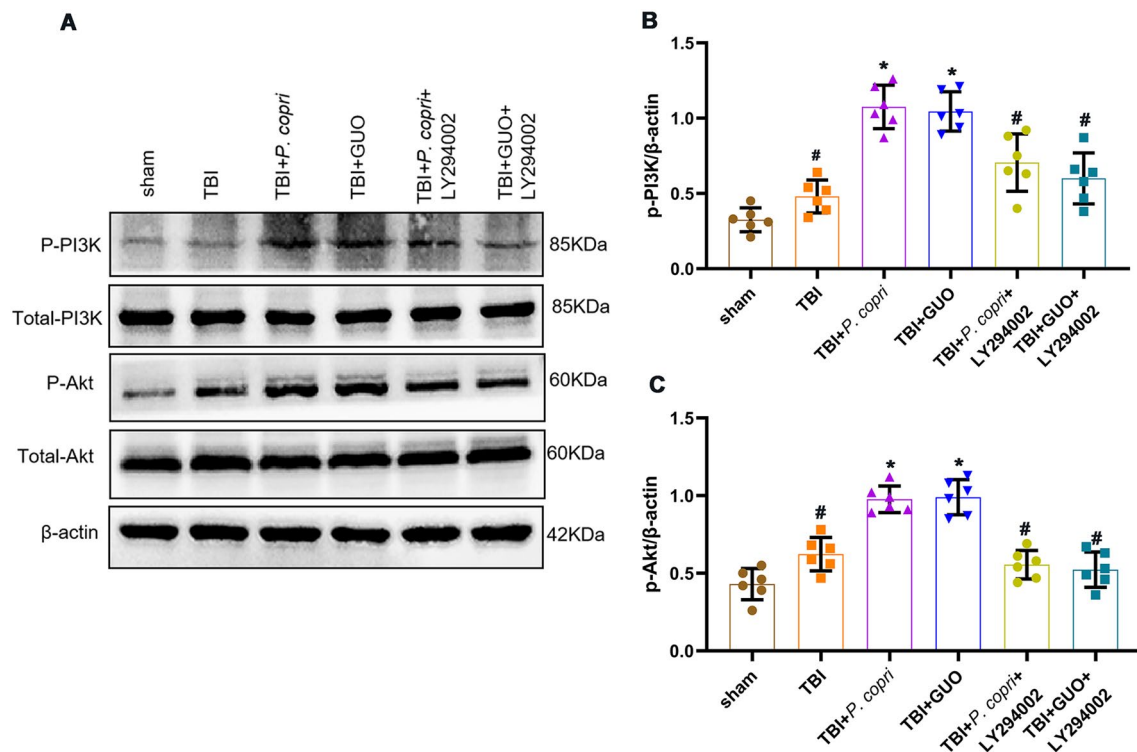 A
sham
TBI
TBI+P. copri
TBI+GUO
TBI+P. copri+
LY294002
TBI+GUO+
LY294002
P-PI3K
85KDa
Total-PI3K
85KDa
P-Akt
60KDa
Total-Akt
60KDa
β-actin
42KDa
B
p-PI3K/β-actin
1.5
1.0
0.5
0.0
#
*
*
#
#
sham
TBI
TBI+P. copri
TBI+GUO
TBI+P. copri+
LY294002
TBI+GUO+
LY294002
C
p-Akt/β-actin
1.5
1.0
0.5
0.0
#
*
*
#
#
sham
TBI
TBI+P. copri
TBI+GUO
TBI+P. copri+
LY294002
TBI+GUO+
LY294002